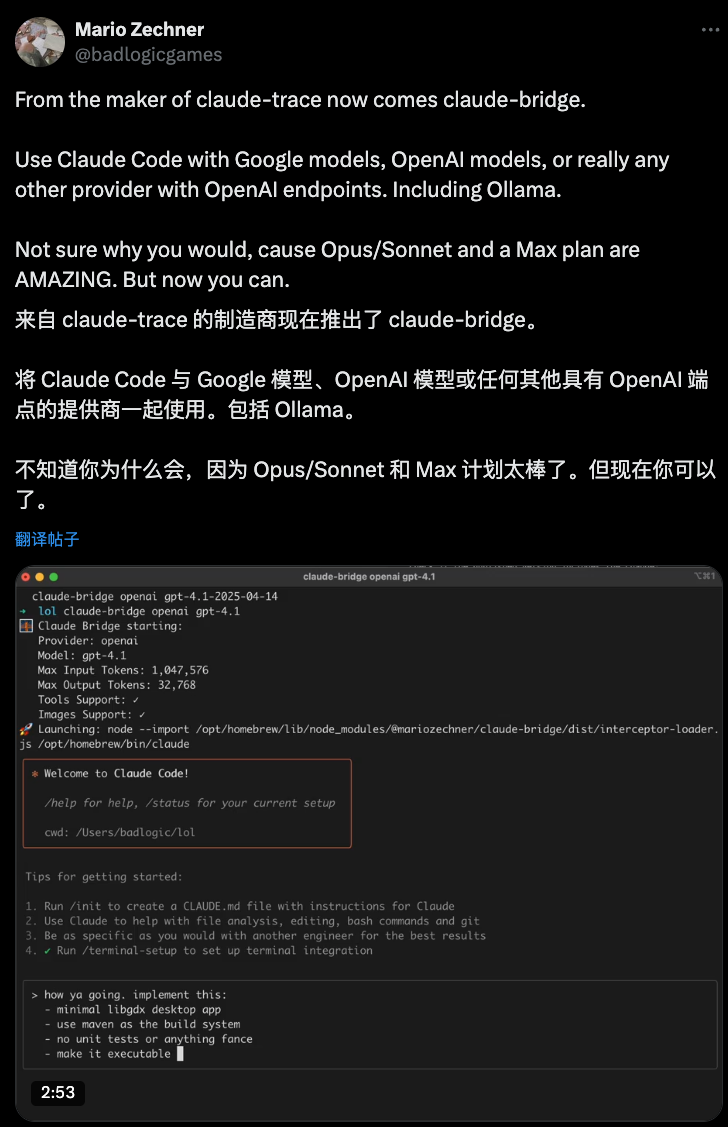 Mario Zechner
@badlogicgames
From the maker of claude-trace now comes claude-bridge.
Use Claude Code with Google models, OpenAI models, or really any
other provider with OpenAI endpoints. Including Ollama.
Not sure why you would, cause Opus/Sonnet and a Max plan are
AMAZING. But now you can.
来自 claude-trace 的制造商现在推出了 claude-bridge。
将 Claude Code 与 Google 模型、OpenAI 模型或任何其他具有 OpenAI 端
点的提供商一起使用。包括 Ollama。
不知道你为什么会，因为 Opus/Sonnet 和 Max 计划太棒了。但现在你可以
了。
翻译帖子
claude-bridge openai gpt-4.1
⌥⌘1
claude-bridge openai gpt-4.1-2025-04-14
→ lol claude-bridge openai gpt-4.1
Claude Bridge starting:
Provider: openai
Model: gpt-4.1
Max Input Tokens: 1,047,576
Max Output Tokens: 32,768
Tools Support: ✓
Images Support: ✓
🚀 Launching: node --import /opt/homebrew/lib/node_modules/@mariozechner/claude-bridge/dist/interceptor-loader.
js /opt/homebrew/bin/claude
✻ Welcome to Claude Code!
/help for help, /status for your current setup
cwd: /Users/badlogic/lol
Tips for getting started:
1. Run /init to create a CLAUDE.md file with instructions for Claude
2. Use Claude to help with file analysis, editing, bash commands and git
3. Be as specific as you would with another engineer for the best results
4. ✔ Run /terminal-setup to set up terminal integration
> how ya going. implement this:
- minimal libgdx desktop app
- use maven as the build system
- no unit tests or anything fance
- make it executable
2:53